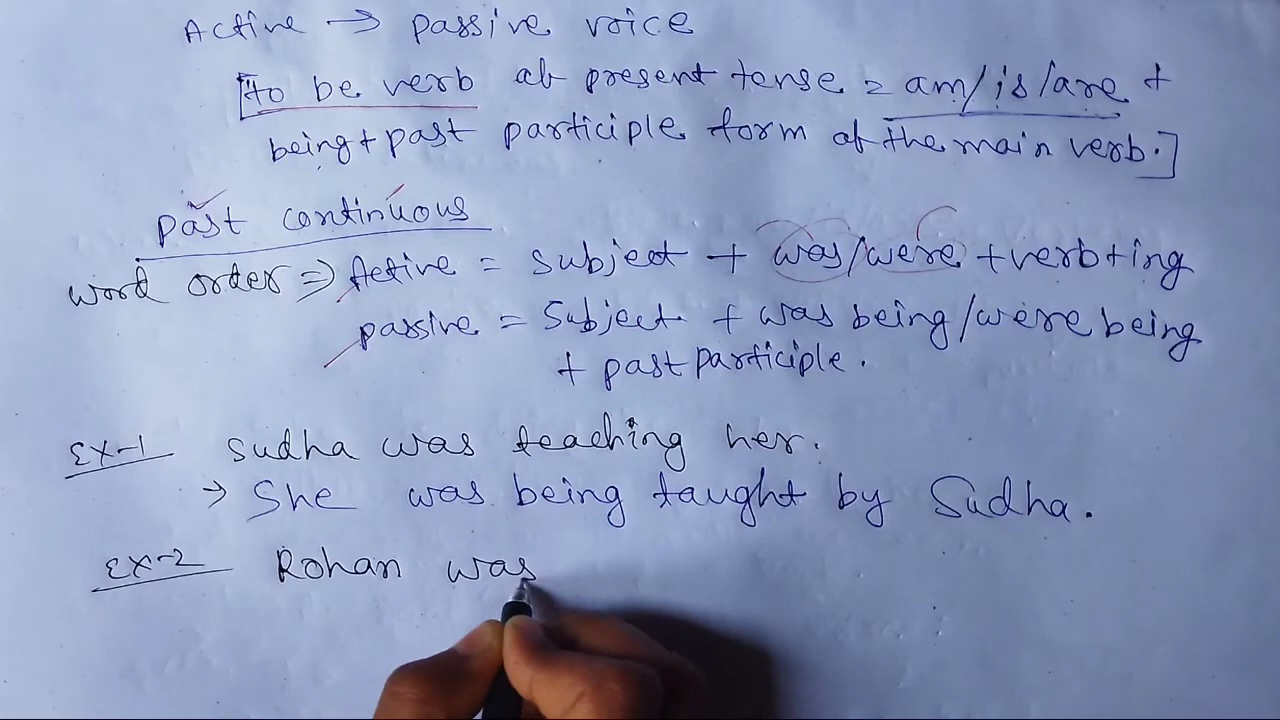 Active → passive voice
[To be verb of present tense = am/is/are +
being + past participle form of the main verb.]
Past continuous
word order ⇒ Active = subject + was/were + verb + ing
passive = Subject + was being/were being
+ past participle.
Ex-1 Sudha was teaching her.
→ She was being taught by Sudha.
Ex-2 Rohan was